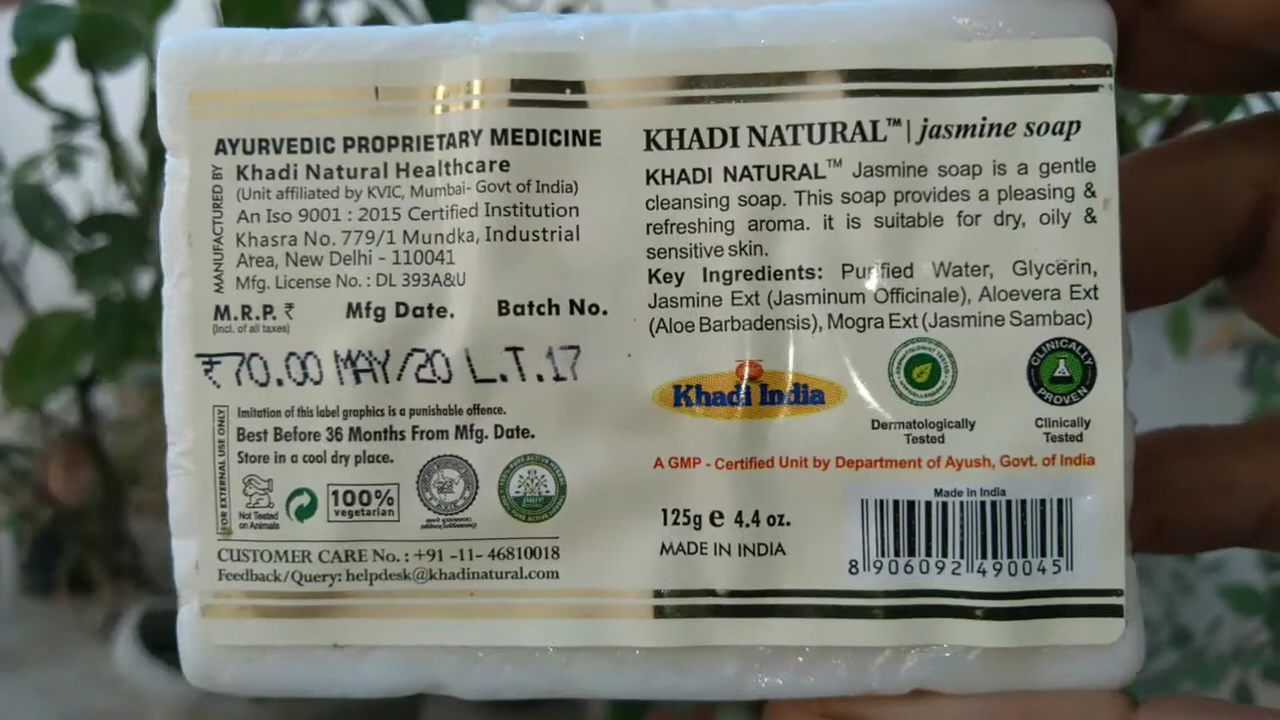 AYURVEDIC PROPRIETARY MEDICINE
MANUFACTURED BY
Khadi Natural Healthcare
(Unit affiliated by KVIC, Mumbai- Govt of India)
An Iso 9001 : 2015 Certified Institution
Khasra No. 779/1 Mundka, Industrial
Area, New Delhi - 110041
Mfg. License No. : DL 393A&U
M.R.P. ₹ Mfg Date. Batch No.
(Incl. of all taxes)
₹70.00 MAY/20 L.T.17
FOR EXTERNAL USE ONLY
Imitation of this label graphics is a punishable offence.
Best Before 36 Months From Mfg. Date.
Store in a cool dry place.
Not Tested
on Animals
100%
vegetarian
CUSTOMER CARE No. : +91 -11- 46810018
Feedback/Query: helpdesk@khadinatural.com
KHADI NATURAL™ | jasmine soap
KHADI NATURAL™ Jasmine soap is a gentle
cleansing soap. This soap provides a pleasing &
refreshing aroma. it is suitable for dry, oily &
sensitive skin.
Key Ingredients: Purified Water, Glycerin,
Jasmine Ext (Jasminum Officinale), Aloevera Ext
(Aloe Barbadensis), Mogra Ext (Jasmine Sambac)
Khadi India
Dermatologically
Tested
CLINICALLY
PROVEN
Clinically
Tested
A GMP - Certified Unit by Department of Ayush, Govt. of India
125g e 4.4 oz.
MADE IN INDIA
Made in India
8 906092 490045